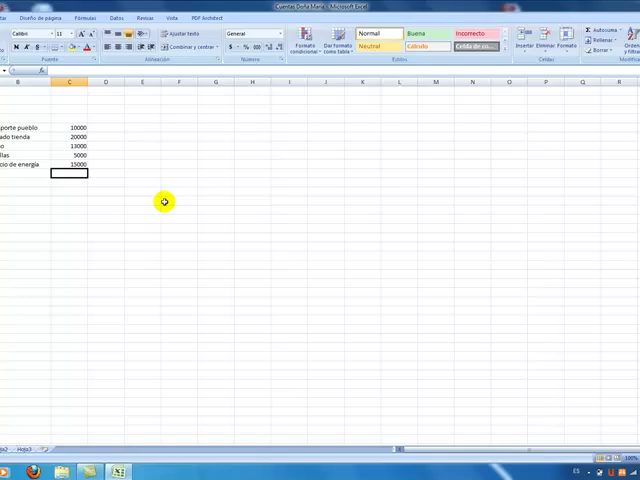 Cuentas Doña Maria - Microsoft Excel
Diseño de página Fórmulas Datos Revisar Vista PDF Architect
Calibri 11 Ajustar texto General Normal Buena Incorrecto Autosuma
Neutral Cálculo Celda de co... Rellenar
Combinar y centrar Formato condicional Dar formato como tabla Insertar Eliminar Formato Borrar
Fuente Alineación Número Estilos Celdas
fx
B C D E F G H I J K L M N O P Q R
porte pueblo 10000
ado tienda 20000
13000
llas 5000
cio de energía 15000
Hoja3
100%
ES